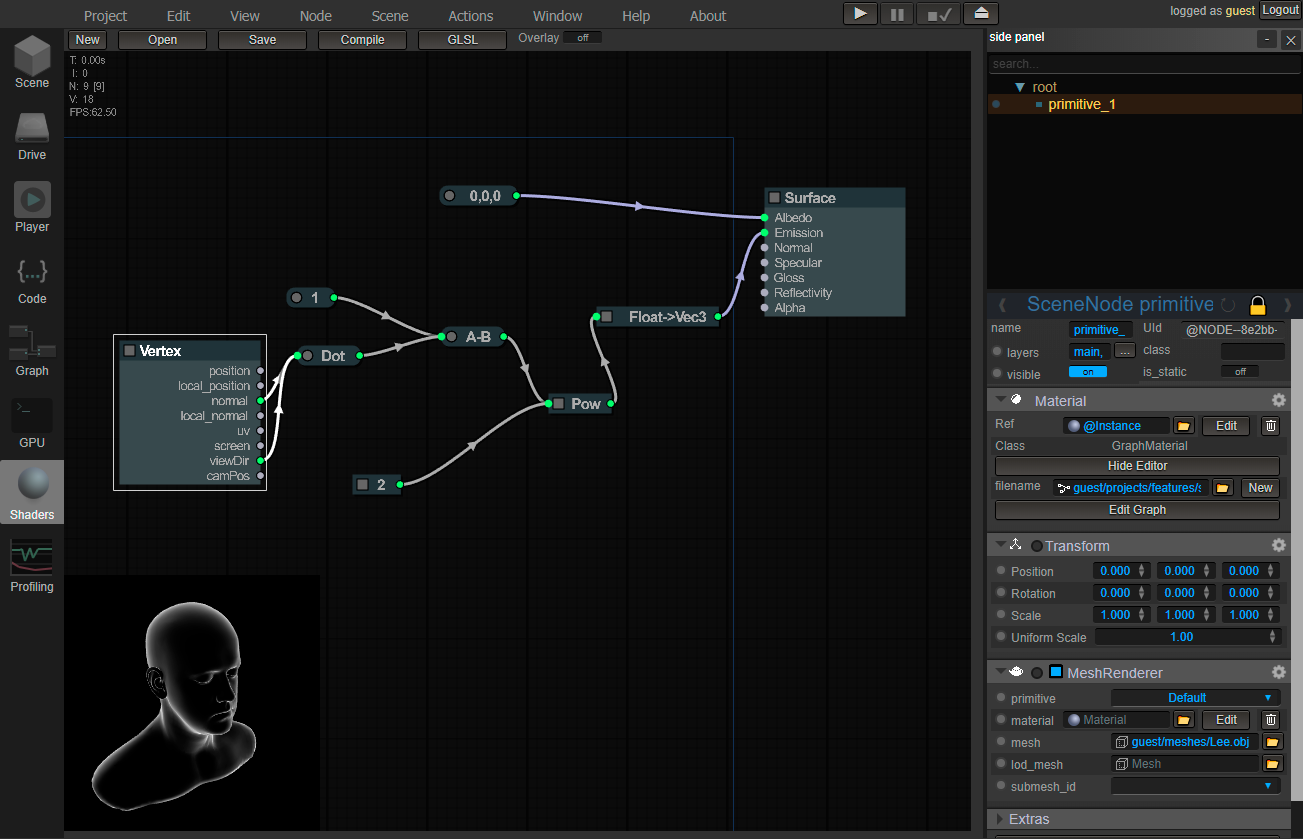 Project Edit View Node Scene Actions Window Help About
logged as guest Logout
New Open Save Compile GLSL Overlay off
T: 0.00s
I: 0
N: 9 [9]
V: 18
FPS:62.50
Scene
Drive
Player
{...}
Code
Graph
>_
GPU
Shaders
Profiling
0,0,0
Surface
Albedo
Emission
Normal
Specular
Gloss
Reflectivity
Alpha
1
A-B
Dot
Float->Vec3
Pow
2
Vertex
position
local_position
normal
local_normal
uv
screen
viewDir
camPos
side panel - X
search...
root
primitive_1
SceneNode primitive
name primitive_ UId @NODE--8e2bb-
layers main, ... class
visible on is_static off
Material
Ref @Instance Edit
Class GraphMaterial
Hide Editor
filename guest/projects/features/s New
Edit Graph
Transform
Position 0.000 0.000 0.000
Rotation 0.000 0.000 0.000
Scale 1.000 1.000 1.000
Uniform Scale 1.00
MeshRenderer
primitive Default
material Material Edit
mesh guest/meshes/Lee.obj
lod_mesh Mesh
submesh_id
Extras